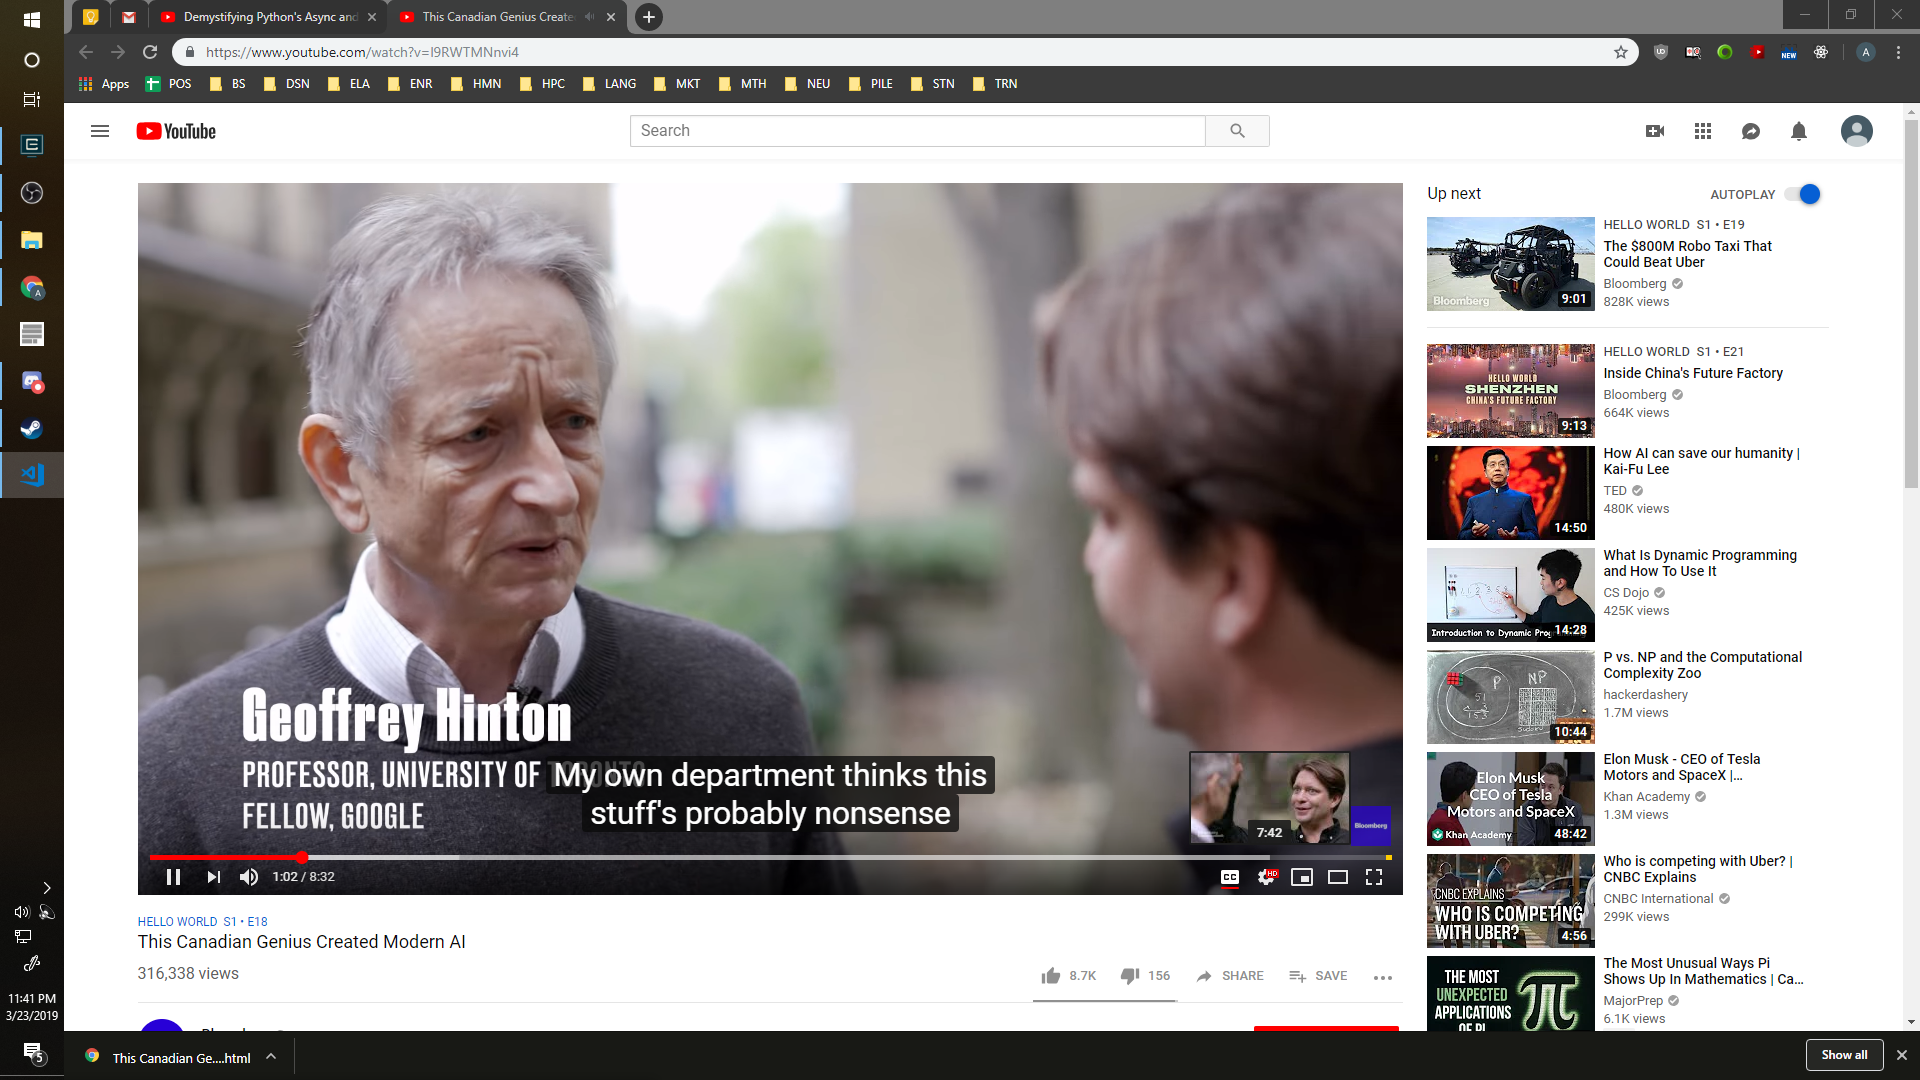 Demystifying Python's Async and
This Canadian Genius Create
https://www.youtube.com/watch?v=I9RWTMNnvi4
NEW
A
Apps
POS
BS
DSN
ELA
ENR
HMN
HPC
LANG
MKT
MTH
NEU
PILE
STN
TRN
YouTube
Search
Geoffrey Hinton
PROFESSOR, UNIVERSITY OF
FELLOW, GOOGLE
My own department thinks this
stuff's probably nonsense
7:42
Bloomberg
1:02 / 8:32
CC
HD
HELLO WORLD S1 • E18
This Canadian Genius Created Modern AI
316,338 views
8.7K
156
SHARE
SAVE
Up next
AUTOPLAY
Bloomberg
9:01
HELLO WORLD S1 • E19
The $800M Robo Taxi That
Could Beat Uber
Bloomberg
828K views
HELLO WORLD
SHENZHEN
CHINA'S FUTURE FACTORY
9:13
HELLO WORLD S1 • E21
Inside China's Future Factory
Bloomberg
664K views
14:50
How AI can save our humanity |
Kai-Fu Lee
TED
480K views
Introduction to Dynamic
14:28
What Is Dynamic Programming
and How To Use It
CS Dojo
425K views
P
NP
Sudoku
10:44
P vs. NP and the Computational
Complexity Zoo
hackerdashery
1.7M views
Elon Musk
CEO of Tesla
Motors and SpaceX
Khan Academy
48:42
Elon Musk - CEO of Tesla
Motors and SpaceX |...
Khan Academy
1.3M views
CNBC EXPLAINS
WHO IS COMPETING
WITH UBER?
4:56
Who is competing with Uber? |
CNBC Explains
CNBC International
299K views
THE MOST
UNEXPECTED
APPLICATIONS
OF PI
π
The Most Unusual Ways Pi
Shows Up In Mathematics | Ca...
MajorPrep
6.1K views
11:41 PM
3/23/2019
5
This Canadian Ge....html
Show all